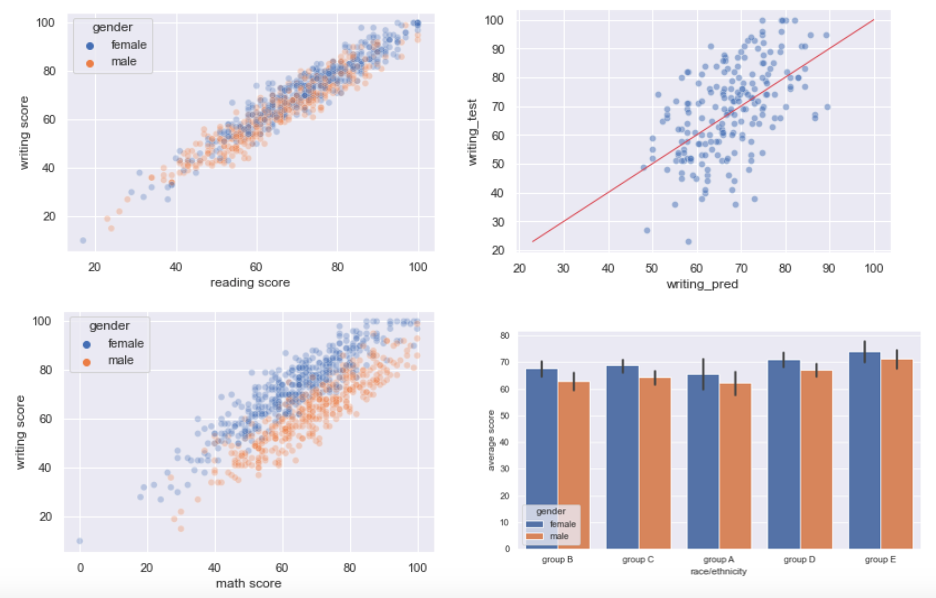 gender
female
male
writing score
100
80
60
40
20
20 40 60 80 100
reading score
writing_test
100
90
80
70
60
50
40
30
20
20 30 40 50 60 70 80 90 100
writing_pred
gender
female
male
writing score
100
80
60
40
20
0 20 40 60 80 100
math score
average score
80
70
60
50
40
30
20
10
0
gender
female
male
group B group C group A group D group E
race/ethnicity